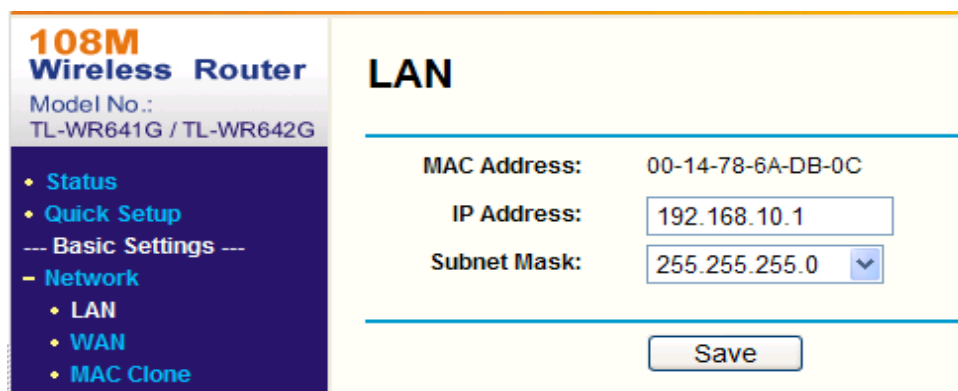 108M
Wireless Router
Model No.:
TL-WR641G / TL-WR642G
• Status
• Quick Setup
--- Basic Settings ---
– Network
• LAN
• WAN
• MAC Clone
LAN
MAC Address: 00-14-78-6A-DB-0C
IP Address: 192.168.10.1
Subnet Mask: 255.255.255.0
Save